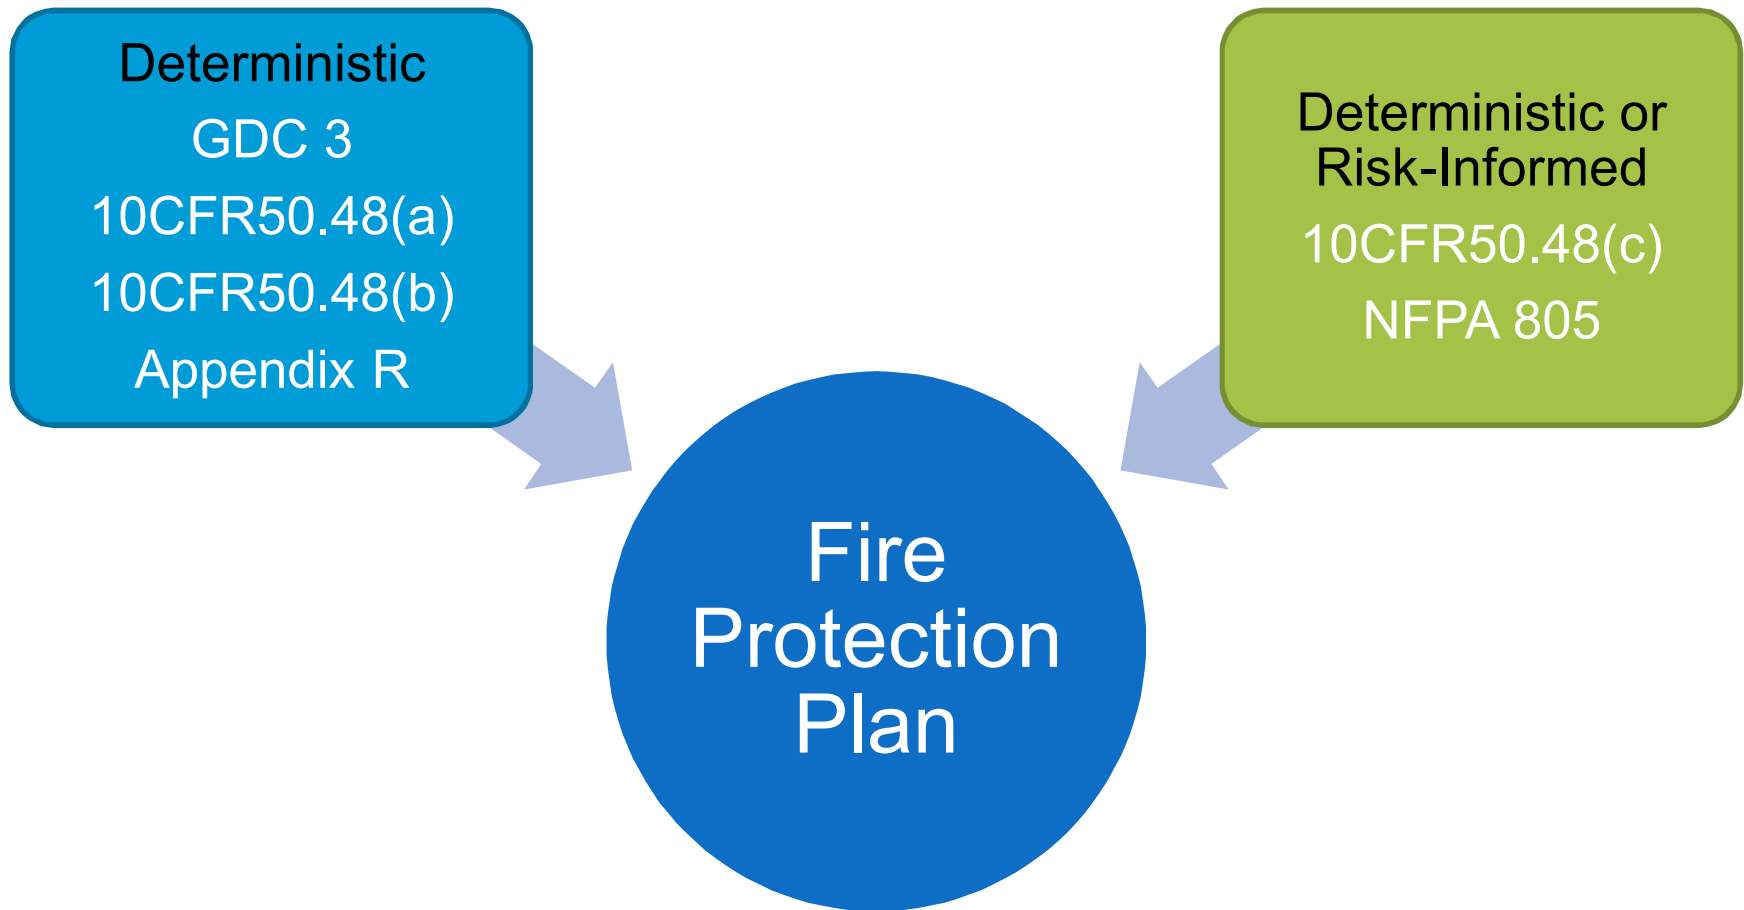 Deterministic
GDC 3
10CFR50.48(a)
10CFR50.48(b)
Appendix R
Deterministic or
Risk-Informed
10CFR50.48(c)
NFPA 805
Fire
Protection
Plan